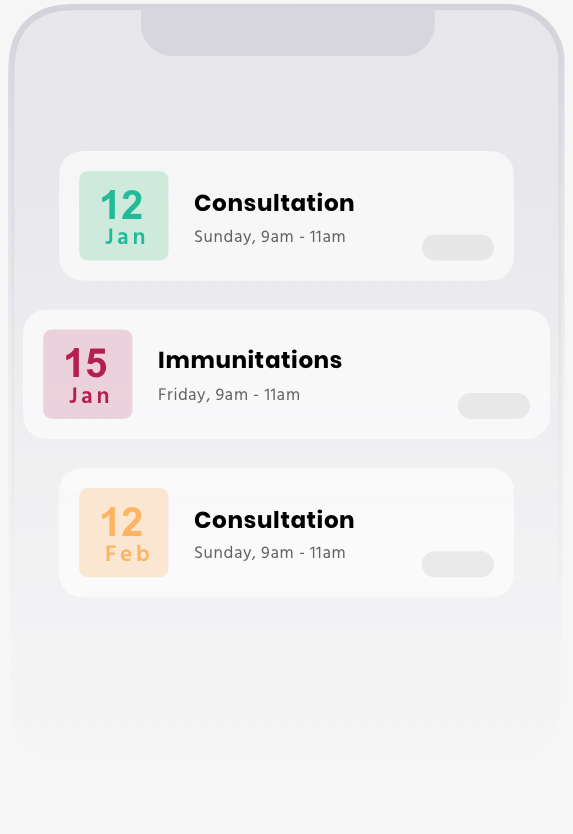 12
Jan
Consultation
Sunday, 9am - 11am
15
Jan
Immunitations
Friday, 9am - 11am
12
Feb
Consultation
Sunday, 9am - 11am